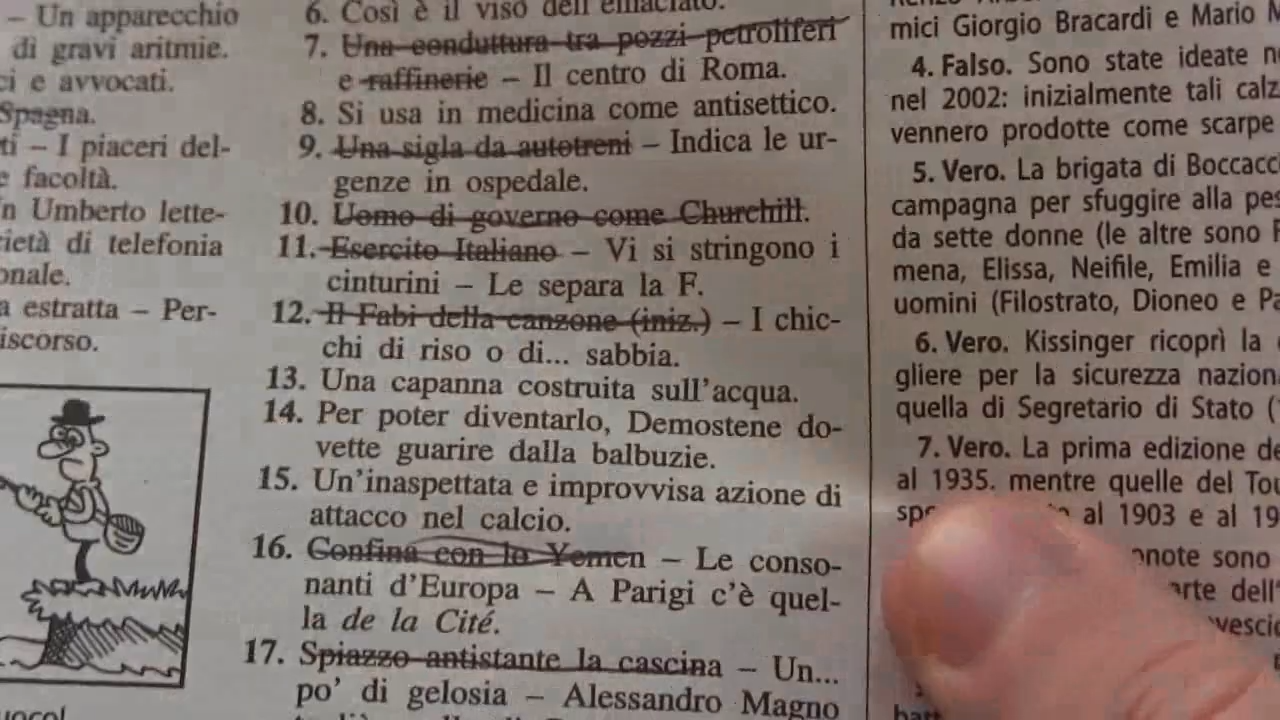 – Un apparecchio
di gravi aritmie.
ci e avvocati.
Spagna.
ti – I piaceri del-
e facoltà.
n Umberto lette-
ietà di telefonia
onale.
a estratta – Per-
iscorso.
6. Così è il viso dell'emaciato.
7. Una conduttura tra pozzi petroliferi
e raffinerie – Il centro di Roma.
8. Si usa in medicina come antisettico.
9. Una sigla da autotreni – Indica le ur-
genze in ospedale.
10. Uomo di governo come Churchill.
11. Esercito Italiano – Vi si stringono i
cinturini – Le separa la F.
12. Il Fabi della canzone (iniz.) – I chic-
chi di riso o di... sabbia.
13. Una capanna costruita sull'acqua.
14. Per poter diventarlo, Demostene do-
vette guarire dalla balbuzie.
15. Un'inaspettata e improvvisa azione di
attacco nel calcio.
16. Confina con lo Yemen – Le conso-
nanti d'Europa – A Parigi c'è quel-
la de la Cité.
17. Spiazzo antistante la cascina – Un...
po' di gelosia – Alessandro Magno
mici Giorgio Bracardi e Mario M
4. Falso. Sono state ideate n
nel 2002: inizialmente tali calz
vennero prodotte come scarpe
5. Vero. La brigata di Boccacc
campagna per sfuggire alla pes
da sette donne (le altre sono F
mena, Elissa, Neifile, Emilia e
uomini (Filostrato, Dioneo e Pa
6. Vero. Kissinger ricoprì la
gliere per la sicurezza nazion
quella di Segretario di Stato (
7. Vero. La prima edizione de
al 1935. mentre quelle del Tou
al 1903 e al 19
onote sono
arte dell'
vescio